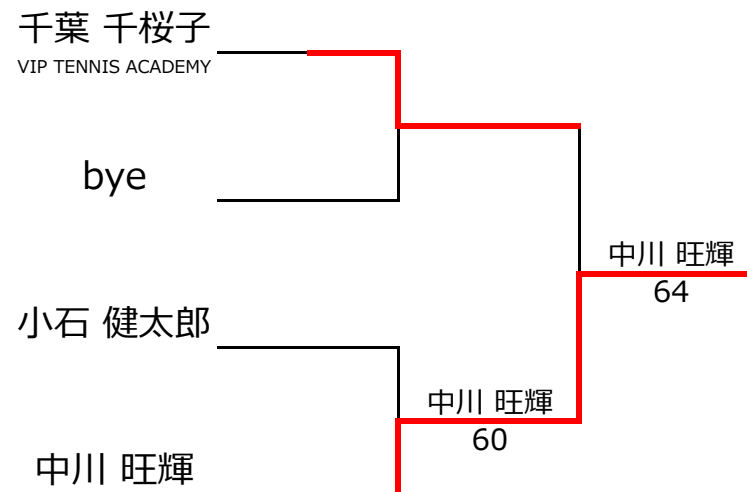 千葉 千桜子
VIP TENNIS ACADEMY
bye
中川 旺輝
64
小石 健太郎
中川 旺輝
60
中川 旺輝